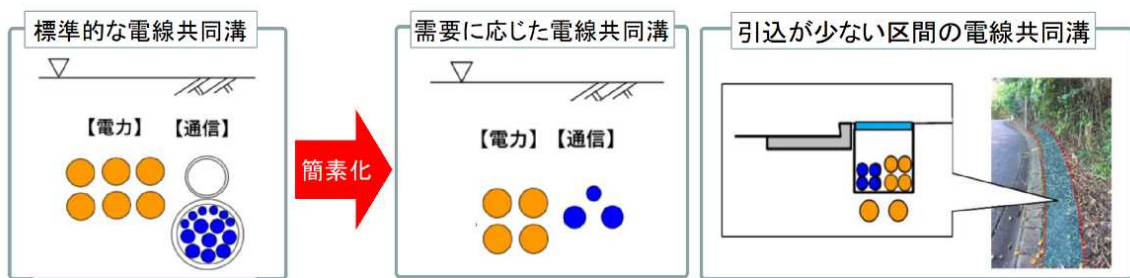 標準的な電線共同溝
【電力】 【通信】
簡素化
需要に応じた電線共同溝
【電力】 【通信】
引込が少ない区間の電線共同溝